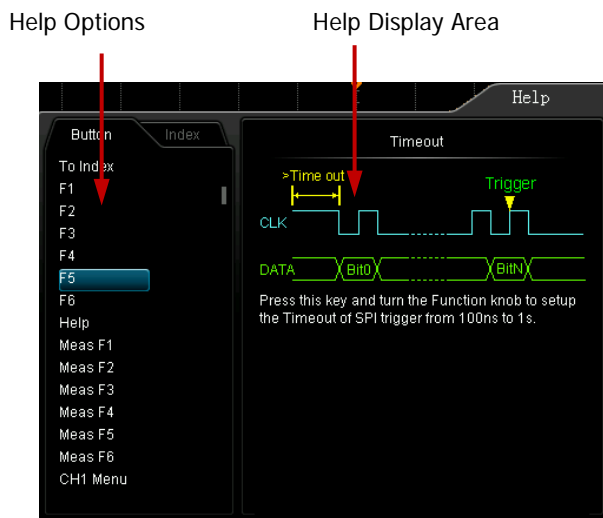 Help Options
Help Display Area
Help
Button
Index
To Index
F1
F2
F3
F4
F5
F6
Help
Meas F1
Meas F2
Meas F3
Meas F4
Meas F5
Meas F6
CH1 Menu
Timeout
>Time out
Trigger
CLK
DATA
Bit0
BitN
Press this key and turn the Function knob to setup
the Timeout of SPI trigger from 100ns to 1s.